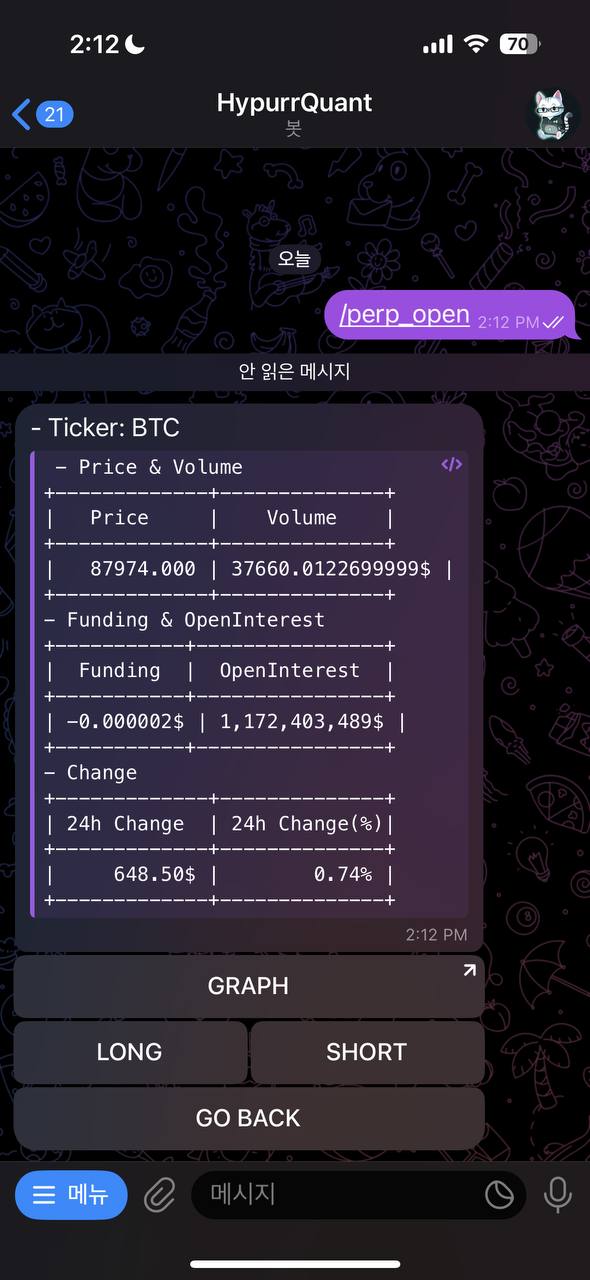 2:12
70
21
HypurrQuant
봇
오늘
/perp_open 2:12 PM
안 읽은 메시지
- Ticker: BTC
</>
– Price & Volume
+––––––––––––+–––––––––––––+
| Price | Volume |
+––––––––––––+–––––––––––––+
| 87974.000 | 37660.0122699999$ |
+––––––––––––+–––––––––––––+
– Funding & OpenInterest
+––––––––––+–––––––––––––––+
| Funding | OpenInterest |
+––––––––––+–––––––––––––––+
| -0.000002$ | 1,172,403,489$ |
+––––––––––+–––––––––––––––+
– Change
+––––––––––––+–––––––––––––+
| 24h Change | 24h Change(%)|
+––––––––––––+–––––––––––––+
| 648.50$ | 0.74% |
+––––––––––––+–––––––––––––+
2:12 PM
GRAPH
LONG SHORT
GO BACK
메뉴 메시지